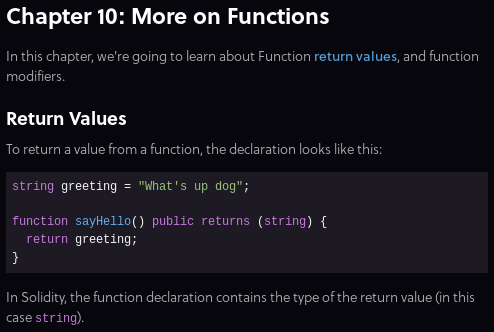 Chapter 10: More on Functions
In this chapter, we're going to learn about Function return values, and function
modifiers.
Return Values
To return a value from a function, the declaration looks like this:
string greeting = "What's up dog";
function sayHello() public returns (string) {
  return greeting;
}
In Solidity, the function declaration contains the type of the return value (in this
case string).